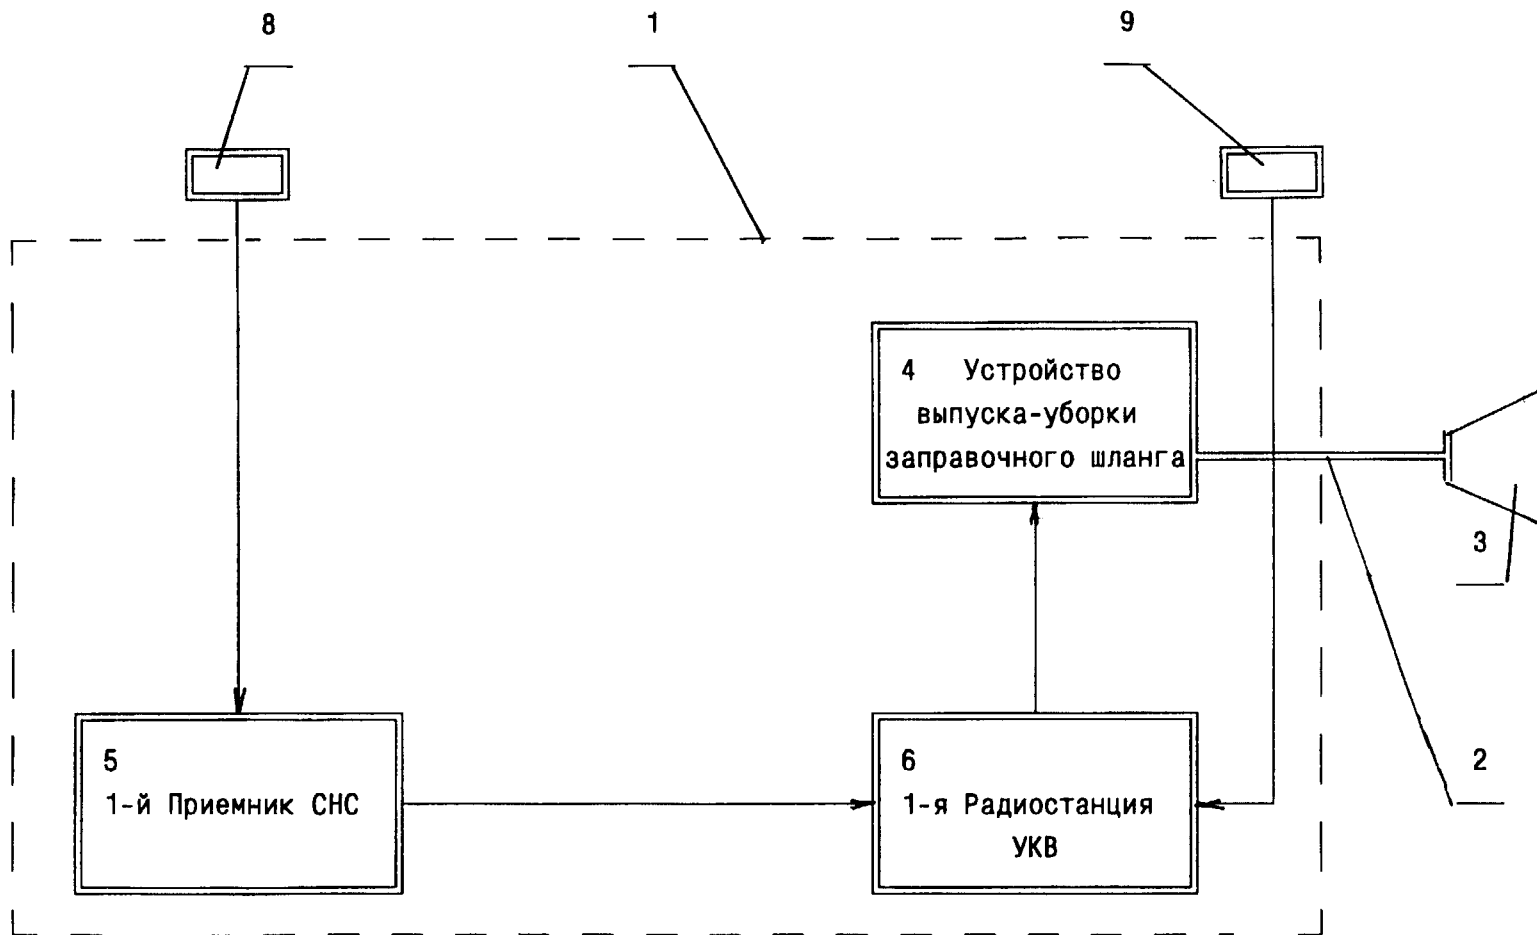 8
1
9
4 Устройство
выпуска-уборки
заправочного шланга
3
5
1-й Приемник СНС
6
1-я Радиостанция
УКВ
2